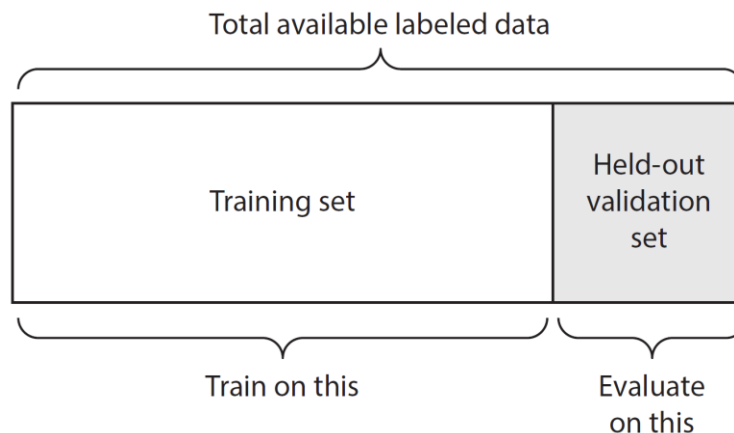 Total available labeled data
Training set
Held-out
validation
set
Train on this
Evaluate
on this